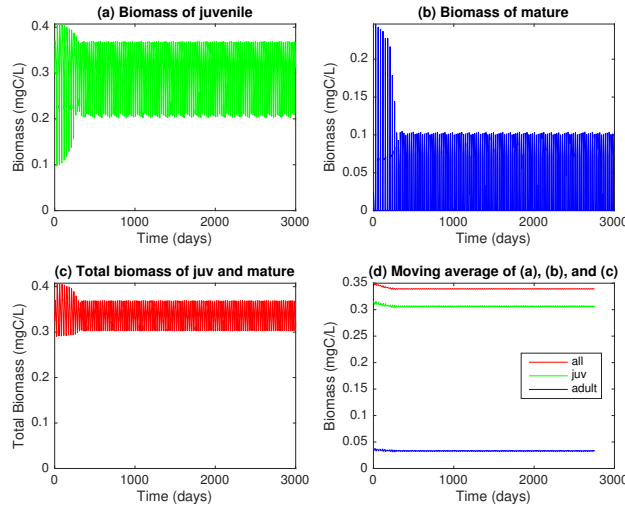 (a) Biomass of juvenile
Biomass (mgC/L)
0.4
0.3
0.2
0.1
0
0
1000
2000
3000
Time (days)
(b) Biomass of mature
Biomass (mgC/L)
0.2
0.15
0.1
0.05
0
0
1000
2000
3000
Time (days)
(c) Total biomass of juv and mature
Total Biomass (mgC/L)
0.4
0.3
0.2
0.1
0
0
1000
2000
3000
Time (days)
(d) Moving average of (a), (b), and (c)
Biomass (mgC/L)
0.35
0.3
0.25
0.2
0.15
0.1
0.05
0
0
1000
2000
3000
Time (days)
all
juv
adult